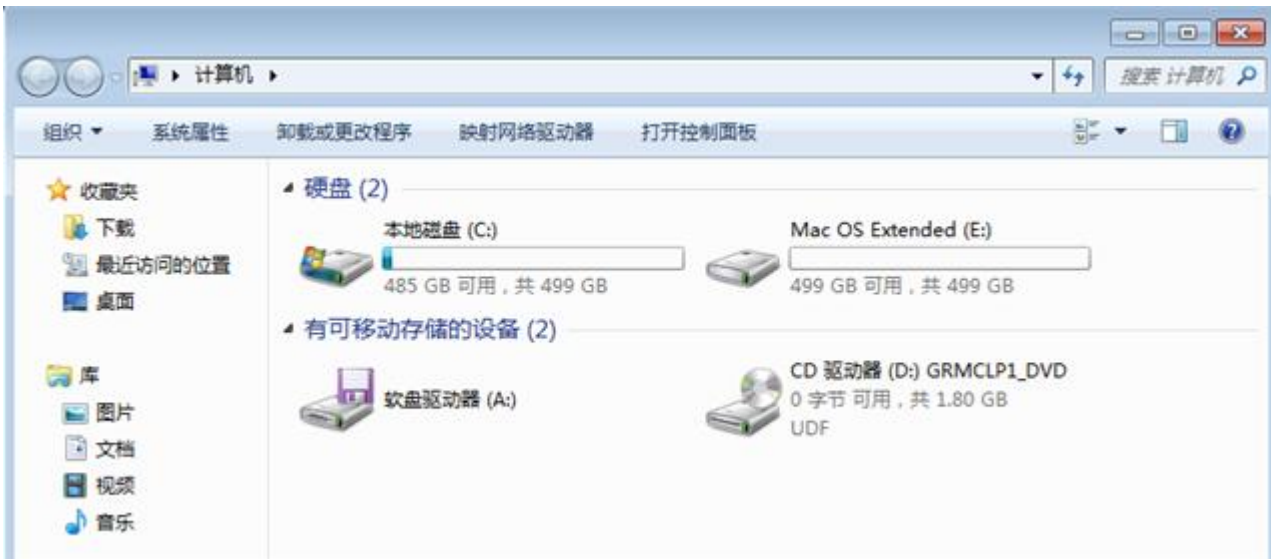 计算机
搜索 计算机
组织 系统属性 卸载或更改程序 映射网络驱动器 打开控制面板
收藏夹
下载
最近访问的位置
桌面
库
图片
文档
视频
音乐
硬盘 (2)
本地磁盘 (C:)
485 GB 可用 , 共 499 GB
Mac OS Extended (E:)
499 GB 可用 , 共 499 GB
有可移动存储的设备 (2)
软盘驱动器 (A:)
CD 驱动器 (D:) GRMCLP1_DVD
0 字节 可用 , 共 1.80 GB
UDF